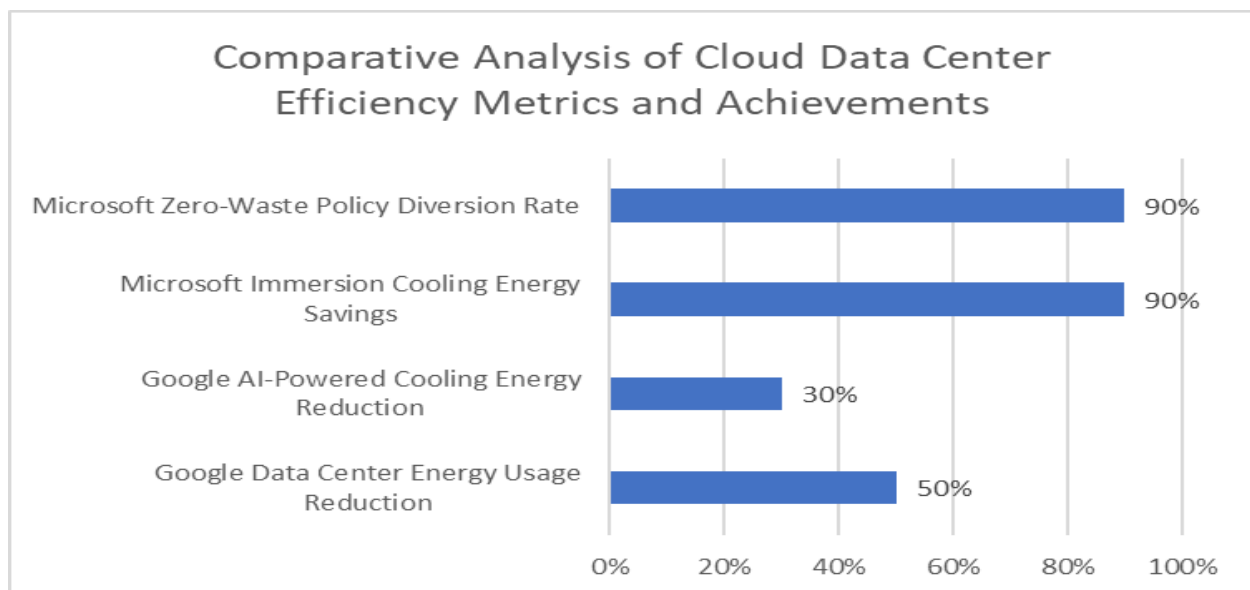 Comparative Analysis of Cloud Data Center
Efficiency Metrics and Achievements
Microsoft Zero-Waste Policy Diversion Rate
90%
Microsoft Immersion Cooling Energy
Savings
90%
Google AI-Powered Cooling Energy
Reduction
30%
Google Data Center Energy Usage
Reduction
50%
0% 20% 40% 60% 80% 100%